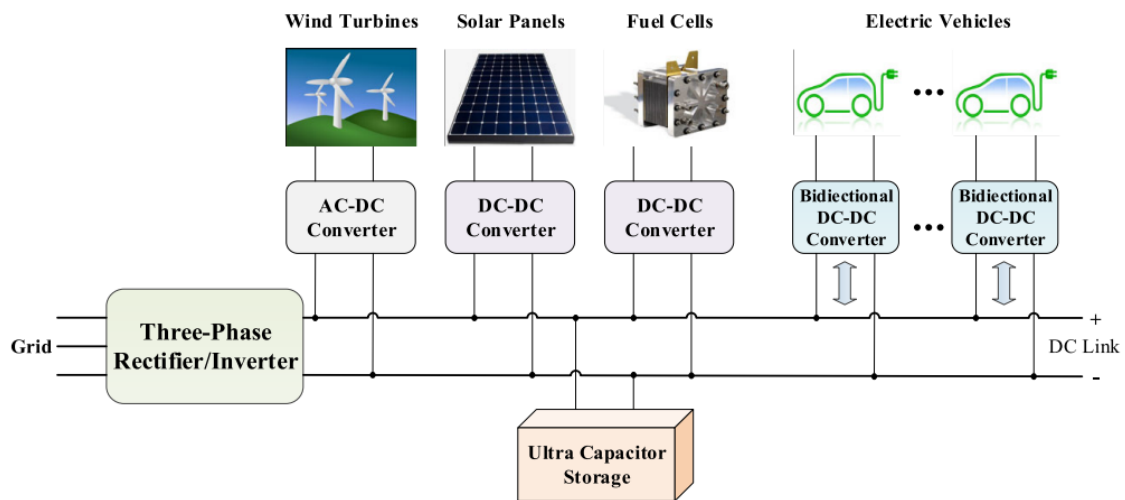 Wind Turbines
Solar Panels
Fuel Cells
Electric Vehicles
AC-DC
Converter
DC-DC
Converter
DC-DC
Converter
Bidiectional
DC-DC
Converter
Bidiectional
DC-DC
Converter
Grid
Three-Phase
Rectifier/Inverter
+
DC Link
-
Ultra Capacitor
Storage